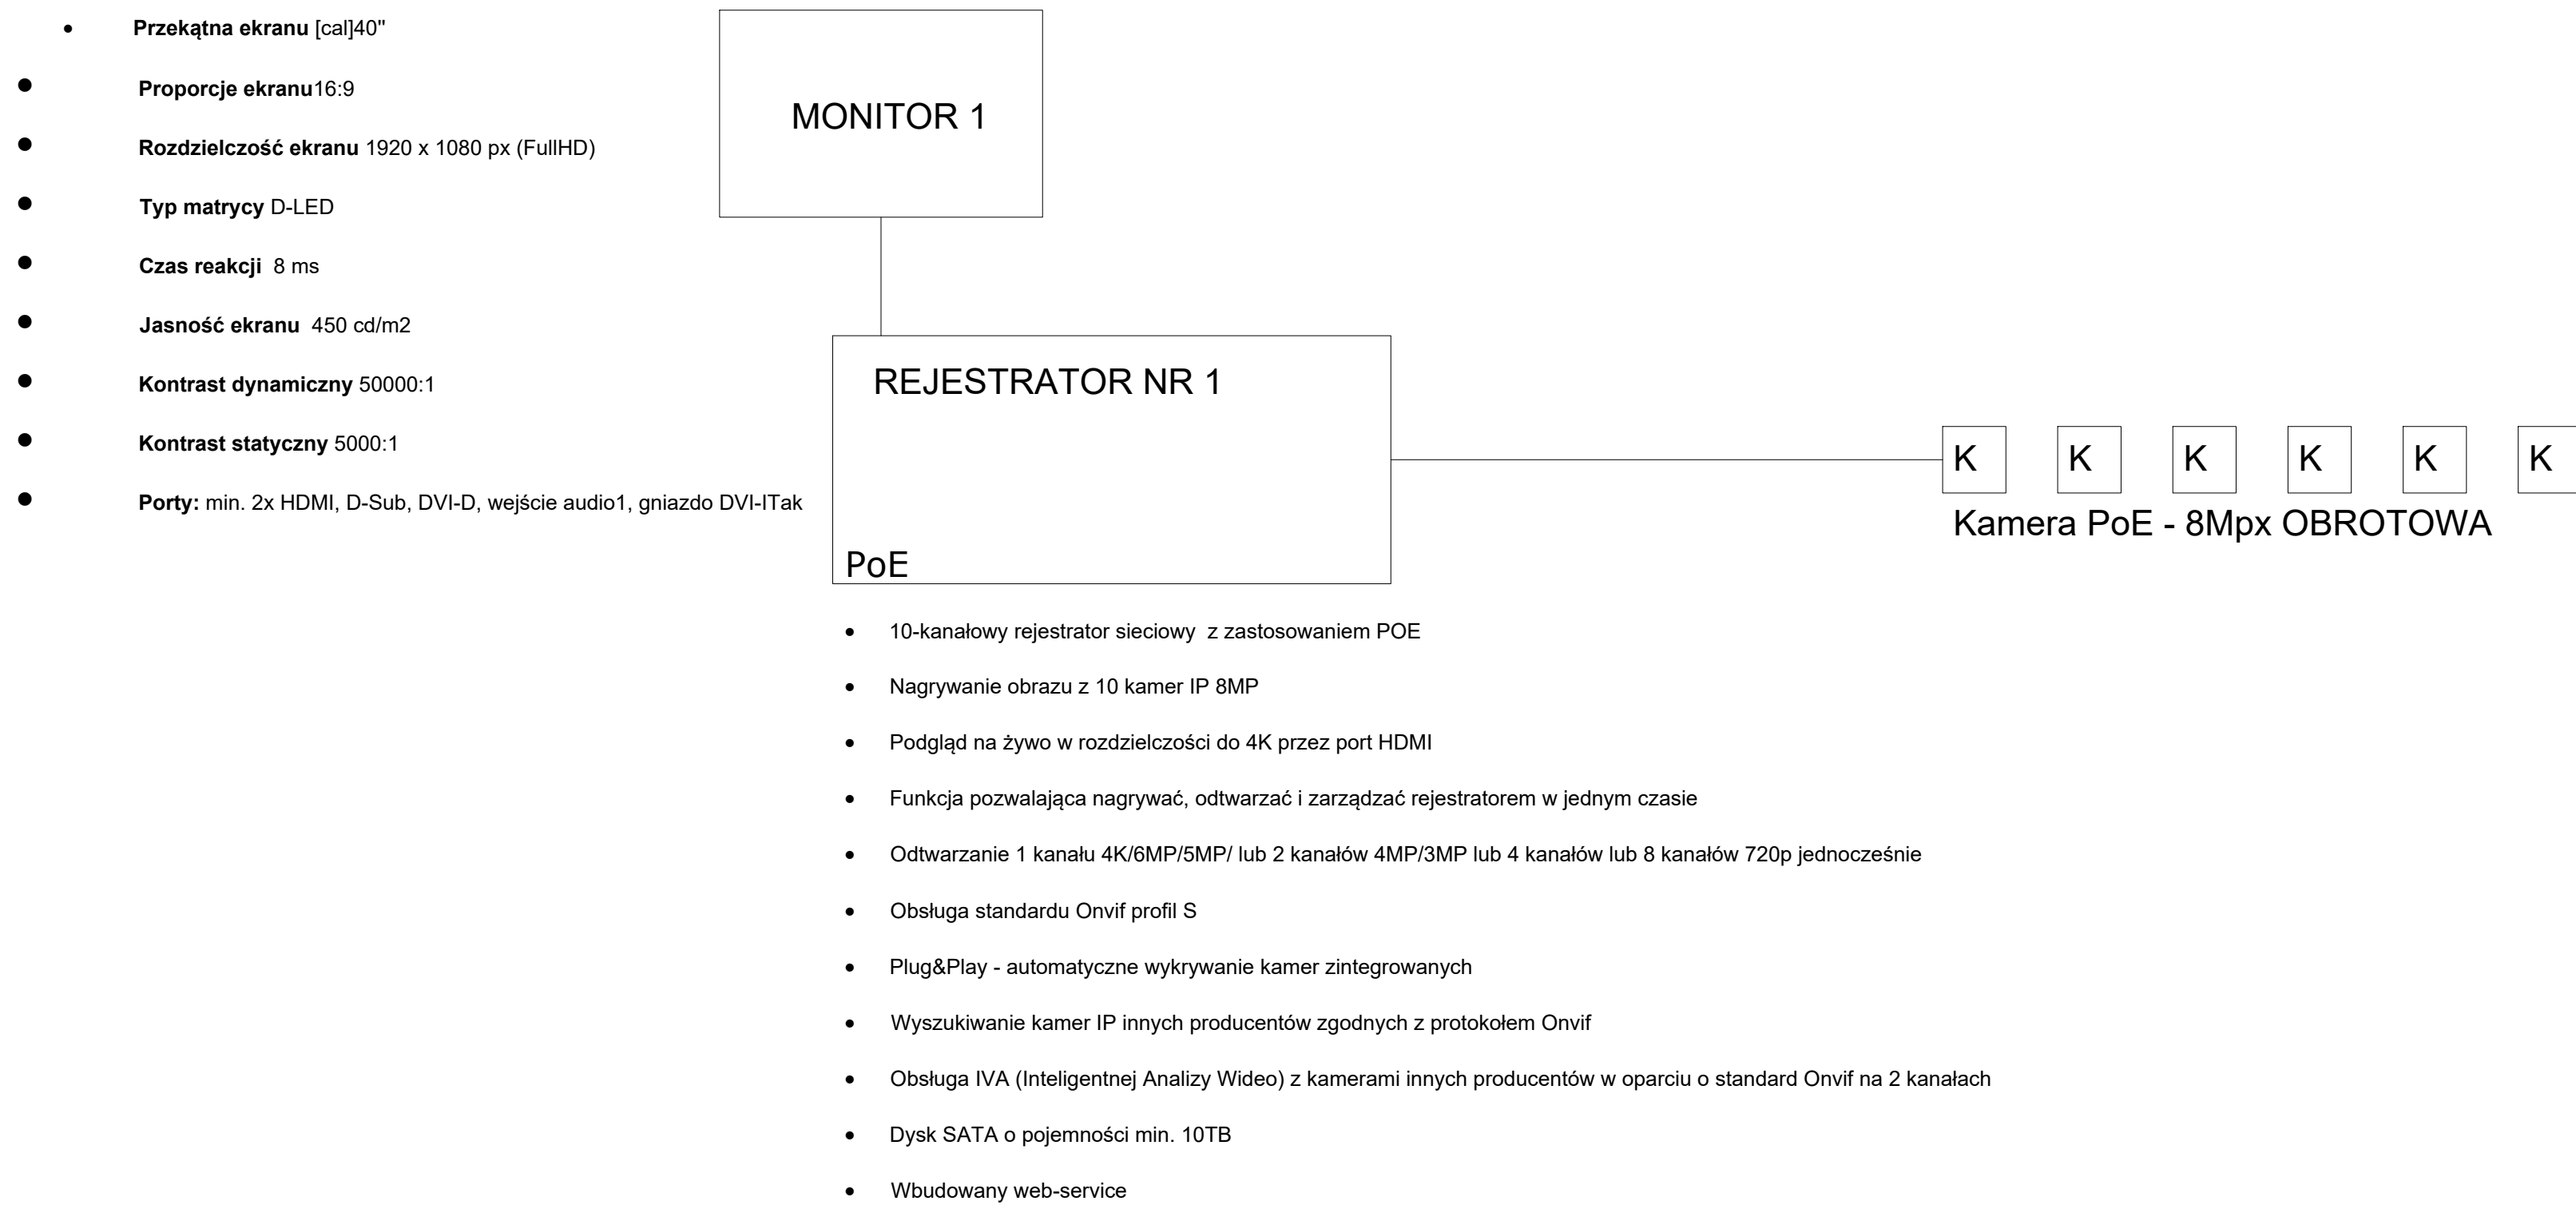 • Przekątna ekranu [cal]40"
• Proporcje ekranu16:9
• Rozdzielczość ekranu 1920 x 1080 px (FullHD)
• Typ matrycy D-LED
• Czas reakcji  8 ms
• Jasność ekranu  450 cd/m2
• Kontrast dynamiczny 50000:1
• Kontrast statyczny 5000:1
• Porty: min. 2x HDMI, D-Sub, DVI-D, wejście audio1, gniazdo DVI-ITak
MONITOR 1
REJESTRATOR NR 1
PoE
K K K K K K
Kamera PoE - 8Mpx OBROTOWA
• 10-kanałowy rejestrator sieciowy  z zastosowaniem POE
• Nagrywanie obrazu z 10 kamer IP 8MP
• Podgląd na żywo w rozdzielczości do 4K przez port HDMI
• Funkcja pozwalająca nagrywać, odtwarzać i zarządzać rejestratorem w jednym czasie
• Odtwarzanie 1 kanału 4K/6MP/5MP/ lub 2 kanałów 4MP/3MP lub 4 kanałów lub 8 kanałów 720p jednocześnie
• Obsługa standardu Onvif profil S
• Plug&Play - automatyczne wykrywanie kamer zintegrowanych
• Wyszukiwanie kamer IP innych producentów zgodnych z protokołem Onvif
• Obsługa IVA (Inteligentnej Analizy Wideo) z kamerami innych producentów w oparciu o standard Onvif na 2 kanałach
• Dysk SATA o pojemności min. 10TB
• Wbudowany web-service